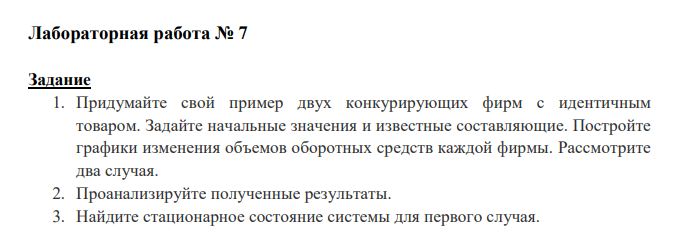 Лабораторная работа № 7
Задание
1. Придумайте свой пример двух конкурирующих фирм с идентичным
товаром. Задайте начальные значения и известные составляющие. Постройте
графики изменения объемов оборотных средств каждой фирмы. Рассмотрите
два случая.
2. Проанализируйте полученные результаты.
3. Найдите стационарное состояние системы для первого случая.